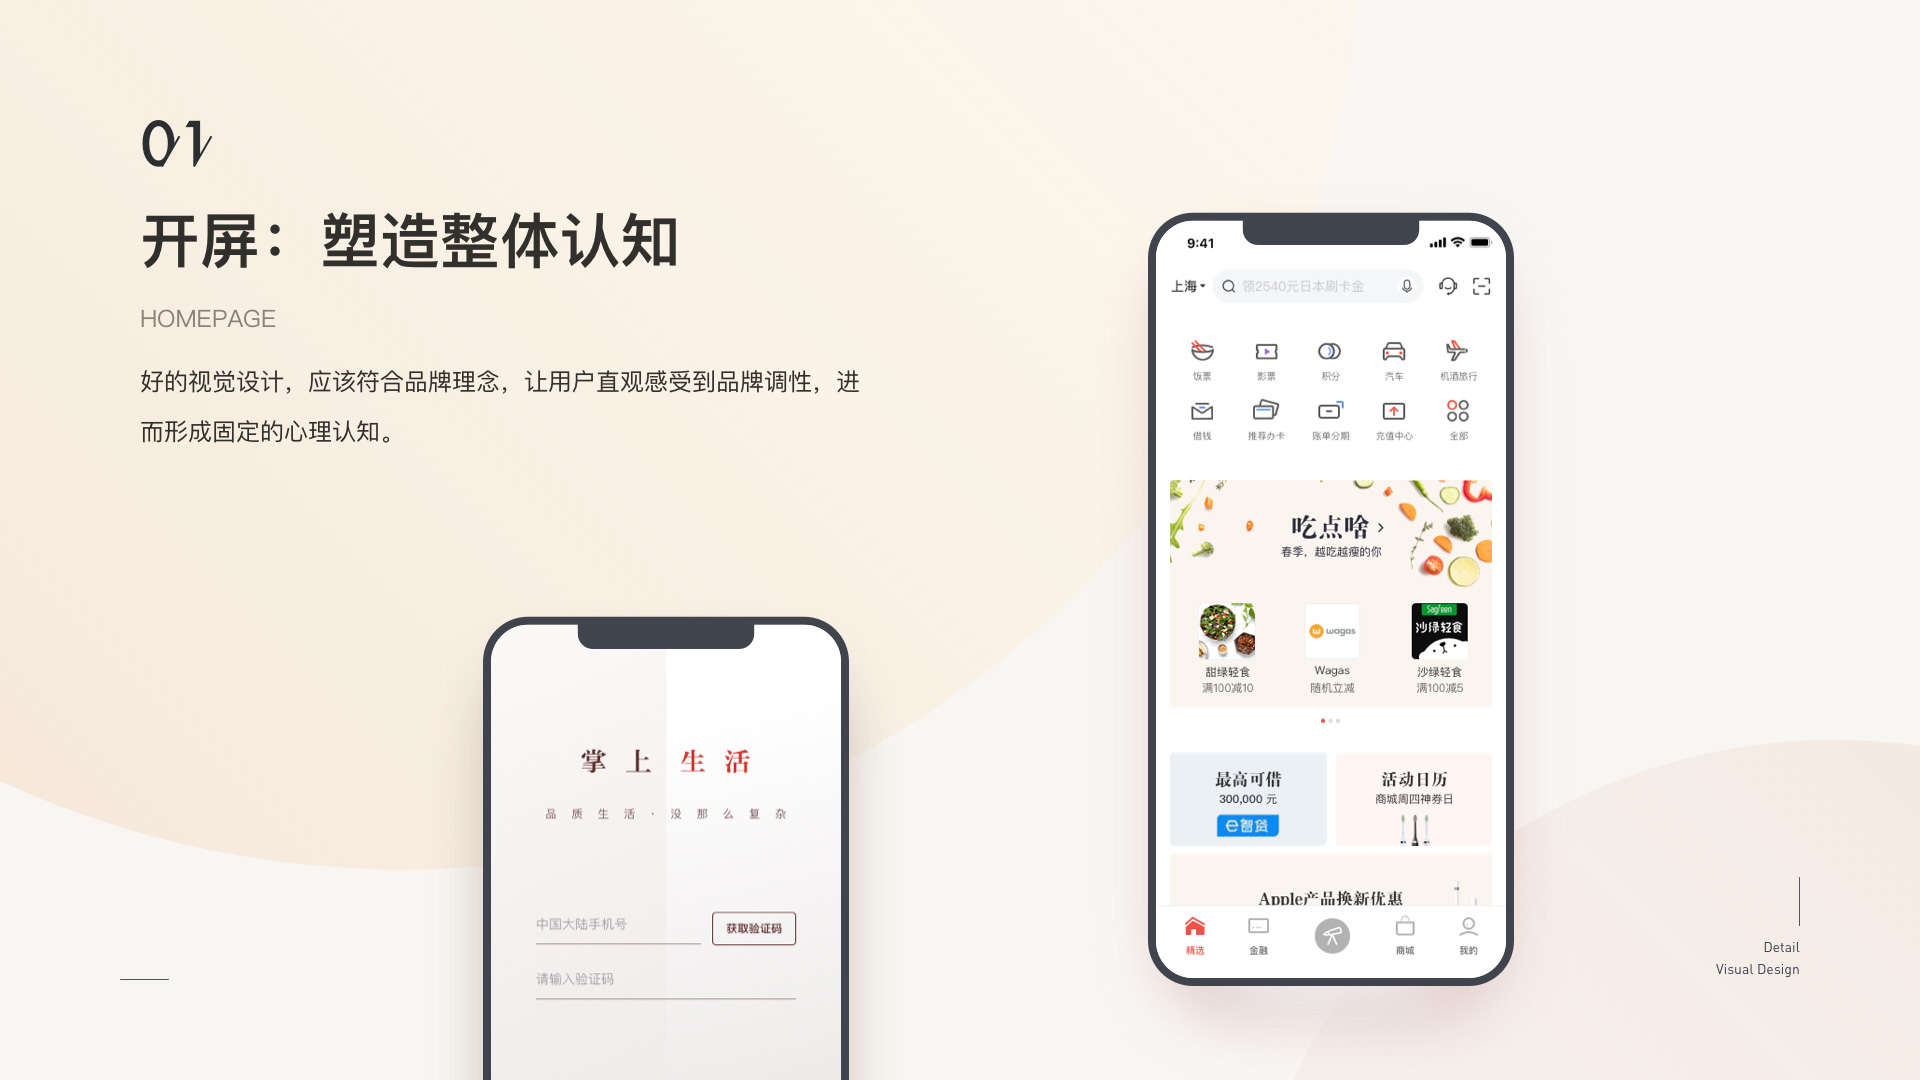 01
开屏：塑造整体认知
HOMEPAGE
好的视觉设计，应该符合品牌理念，让用户直观感受到品牌调性，进
而形成固定的心理认知。
掌上生活
品质生活·没那么复杂
中国大陆手机号
获取验证码
请输入验证码
9:41
上海
领2540元日本刷卡金
饭票 影票 积分 汽车 机酒旅行
借钱 推荐办卡 账单分期 充值中心 全部
吃点啥
春季，越吃越瘦的你
wagas
Sagreen
沙绿轻食
甜绿轻食 Wagas 沙绿轻食
满100减10 随机立减 满100减5
最高可借 活动日历
300,000 元 商城周四神券日
e智贷
Apple产品换新优惠
精选 金融 商城 我的
Detail
Visual Design